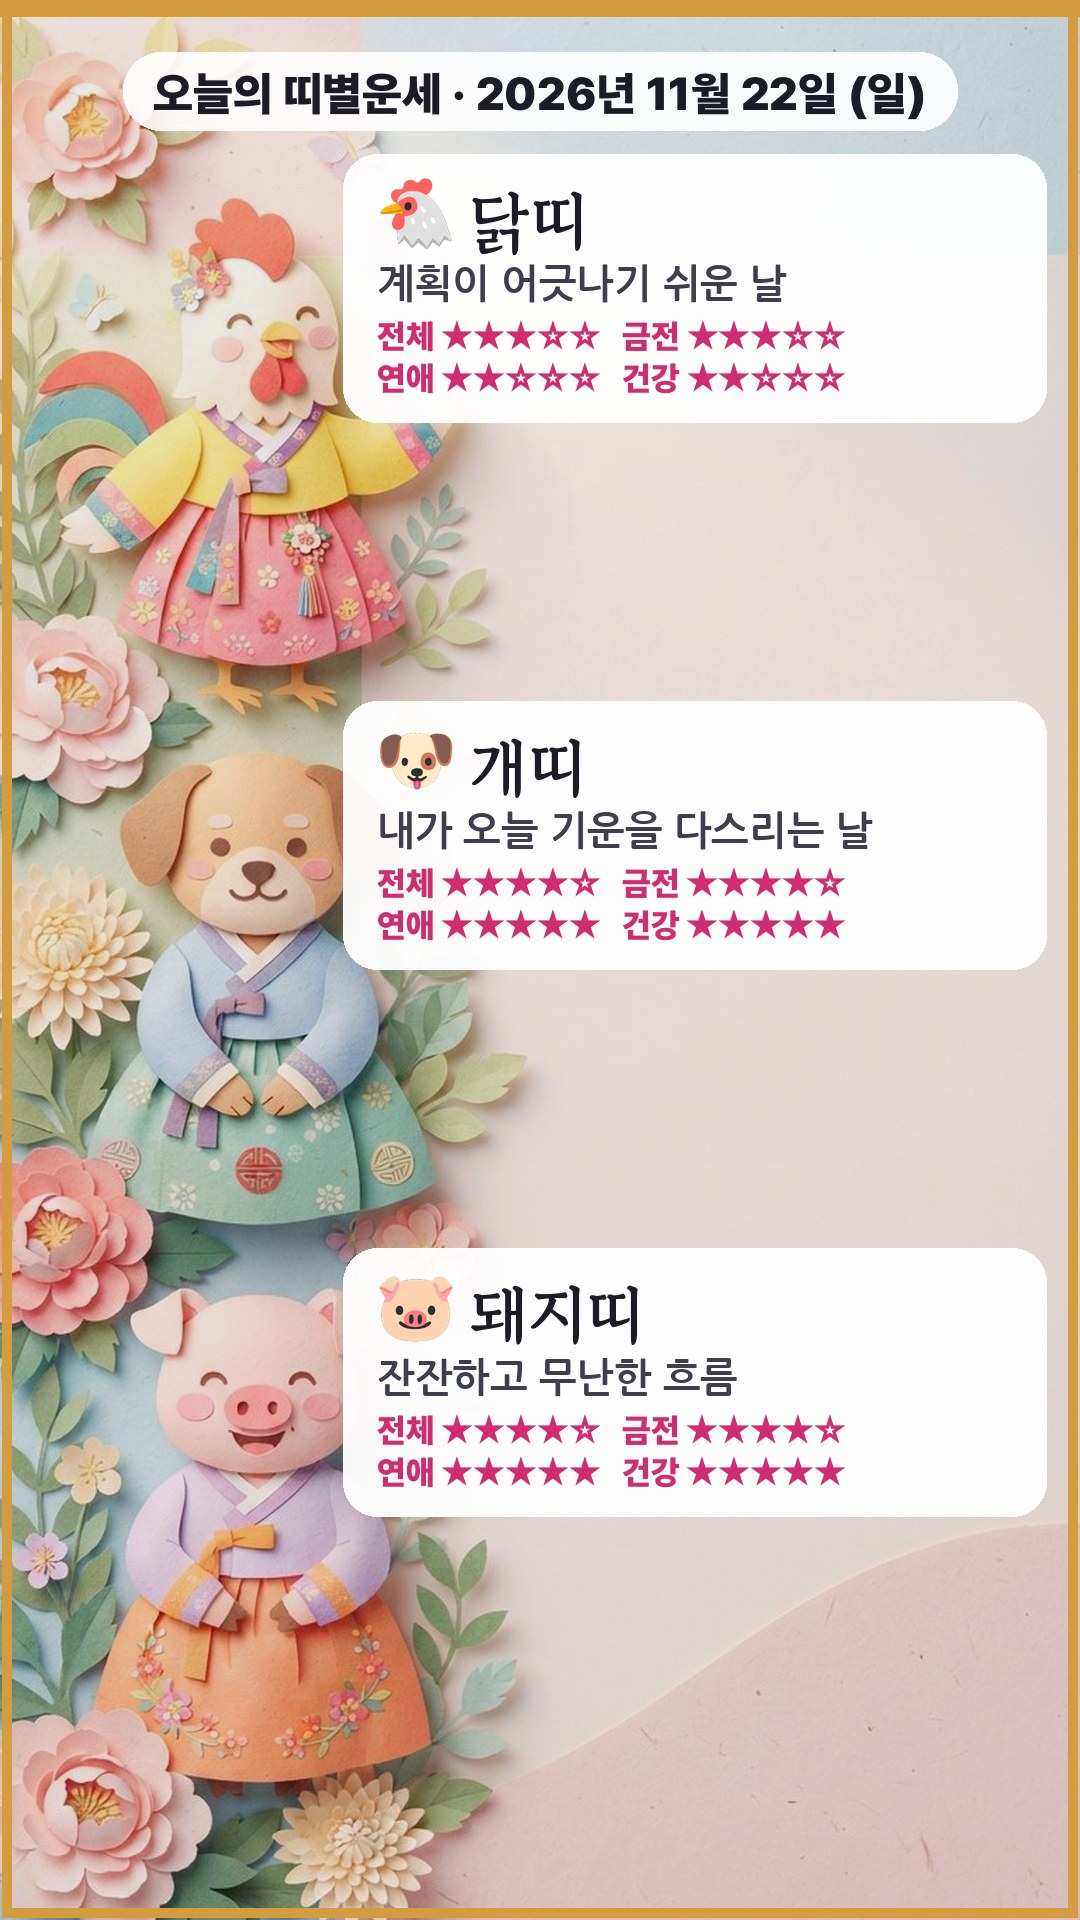 오늘의 띠별운세 · 2026년 11월 22일 (일)
닭띠
계획이 어긋나기 쉬운 날
전체 ★★★☆☆ 금전 ★★★☆☆
연애 ★★☆☆☆ 건강 ★★☆☆☆
개띠
내가 오늘 기운을 다스리는 날
전체 ★★★★☆ 금전 ★★★★☆
연애 ★★★★★ 건강 ★★★★★
돼지띠
잔잔하고 무난한 흐름
전체 ★★★★☆ 금전 ★★★★☆
연애 ★★★★★ 건강 ★★★★★